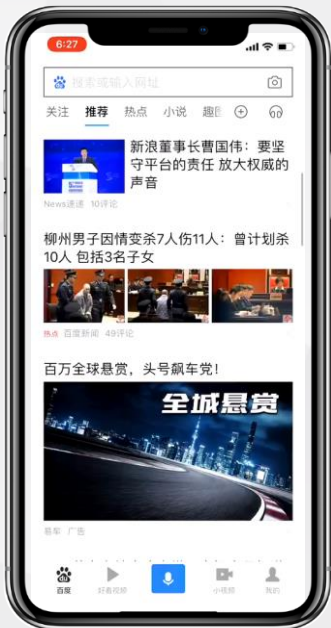 6:27
搜索或输入网址
关注 推荐 热点 小说 趣图
新浪董事长曹国伟：要坚
守平台的责任 放大权威的
声音
News速递 10评论
柳州男子因情变杀7人伤11人：曾计划杀
10人 包括3名子女
热点 百度新闻 49评论
百万全球悬赏，头号飙车党！
全城悬赏
易车 广告
百度 好看视频 小视频 我的